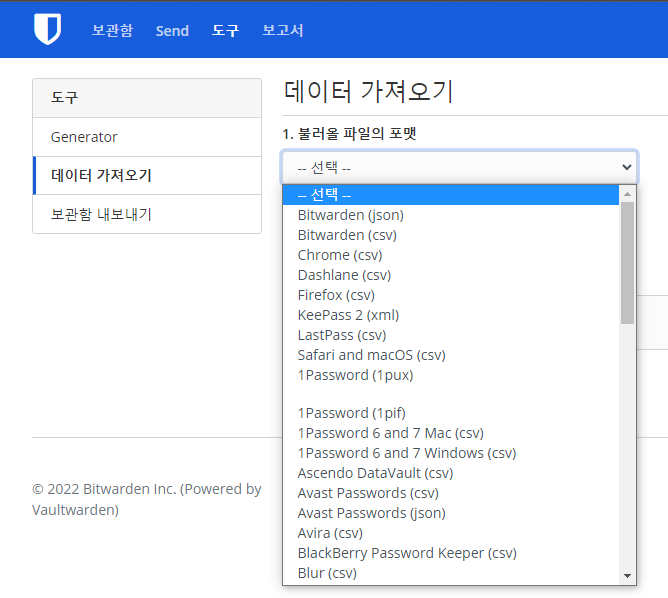 보관함 Send 도구 보고서
도구
Generator
데이터 가져오기
보관함 내보내기
© 2022 Bitwarden Inc. (Powered by
Vaultwarden)
데이터 가져오기
1. 불러올 파일의 포맷
-- 선택 --
-- 선택 --
Bitwarden (json)
Bitwarden (csv)
Chrome (csv)
Dashlane (csv)
Firefox (csv)
KeePass 2 (xml)
LastPass (csv)
Safari and macOS (csv)
1Password (1pux)
1Password (1pif)
1Password 6 and 7 Mac (csv)
1Password 6 and 7 Windows (csv)
Ascendo DataVault (csv)
Avast Passwords (csv)
Avast Passwords (json)
Avira (csv)
BlackBerry Password Keeper (csv)
Blur (csv)